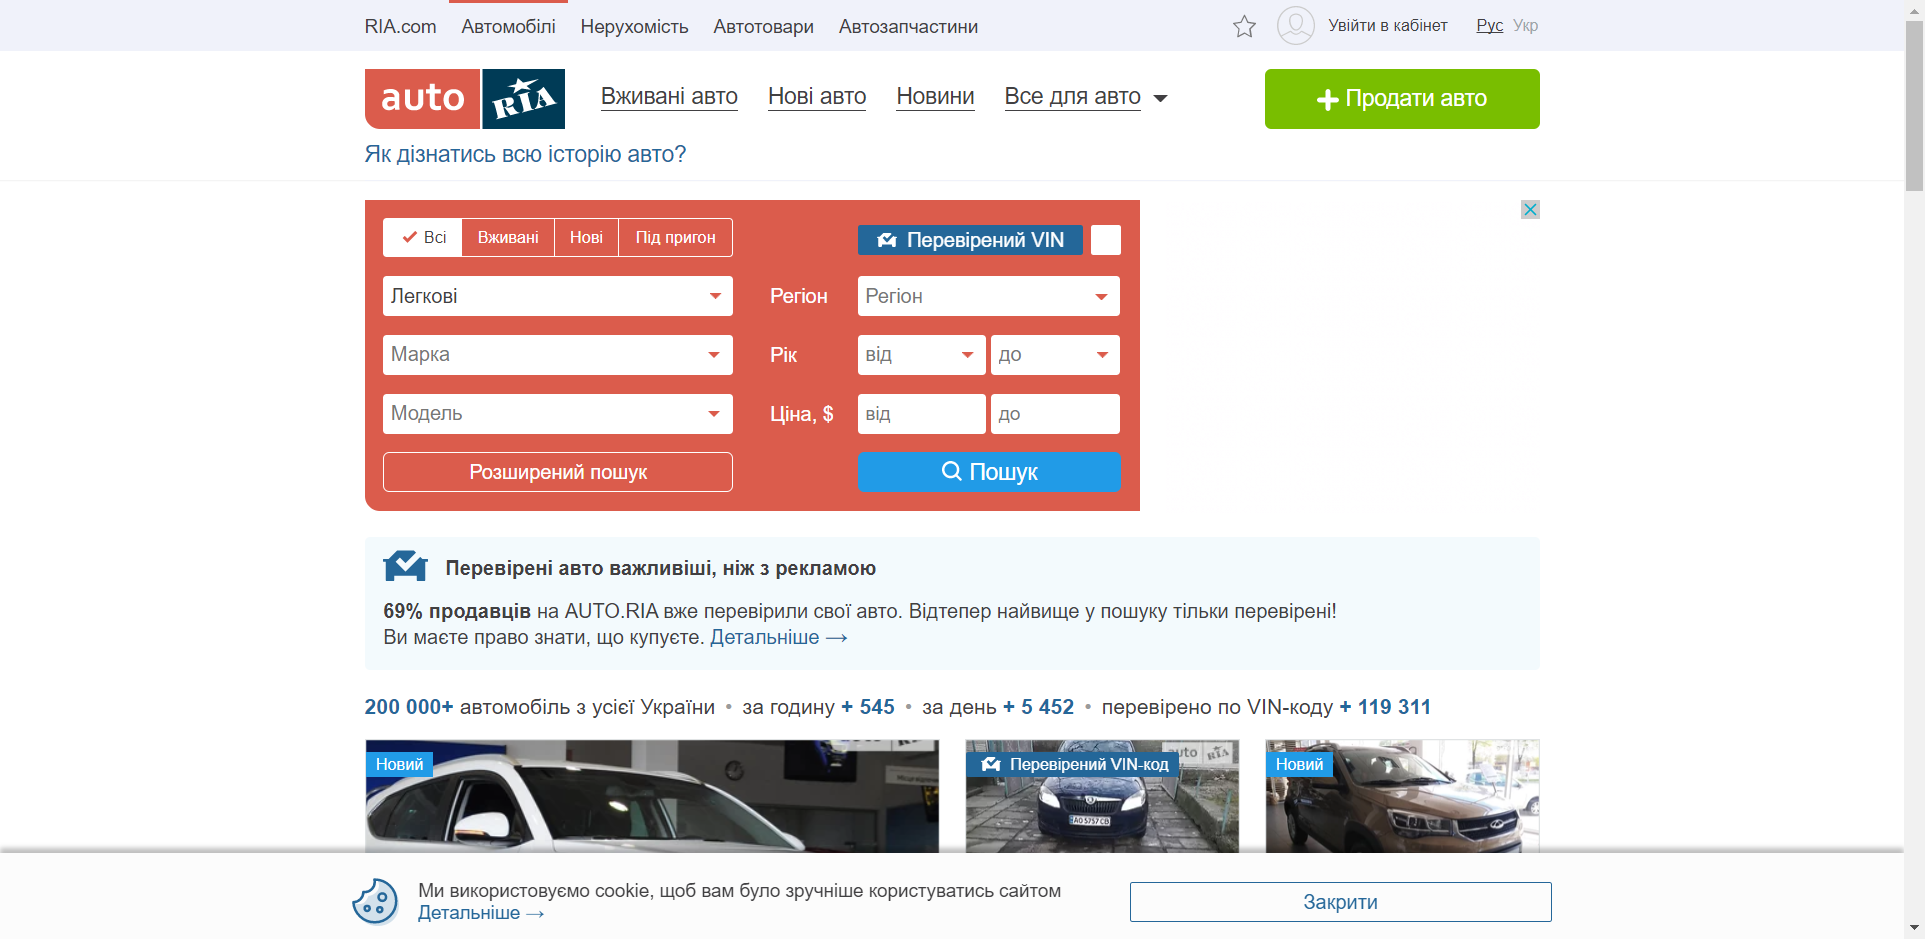 RIA.com Автомобілі Нерухомість Автотовари Автозапчастини Увійти в кабінет Рус Укр
auto RIA Вживані авто Нові авто Новини Все для авто Продати авто
Як дізнатись всю історію авто?
Всі Вживані Нові Під пригон Перевірений VIN
Легкові Регіон Регіон
Марка Рік від до
Модель Ціна, $ від до
Розширений пошук Пошук
Перевірені авто важливіші, ніж з рекламою
69% продавців на AUTO.RIA вже перевірили свої авто. Відтепер найвище у пошуку тільки перевірені!
Ви маєте право знати, що купуєте. Детальніше →
200 000+ автомобіль з усієї України • за годину + 545 • за день + 5 452 • перевірено по VIN-коду + 119 311
Новий Перевірений VIN-код auto RIA Новий
AO 5757 CB
Ми використовуємо cookie, щоб вам було зручніше користуватись сайтом
Детальніше →
Закрити